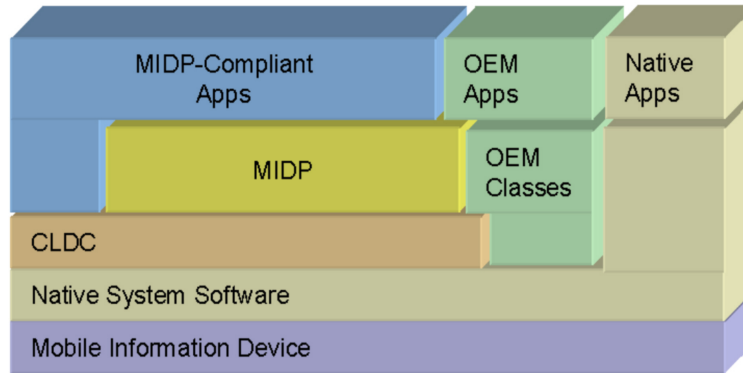 MIDP-Compliant
Apps
OEM
Apps
Native
Apps
MIDP
OEM
Classes
CLDC
Native System Software
Mobile Information Device